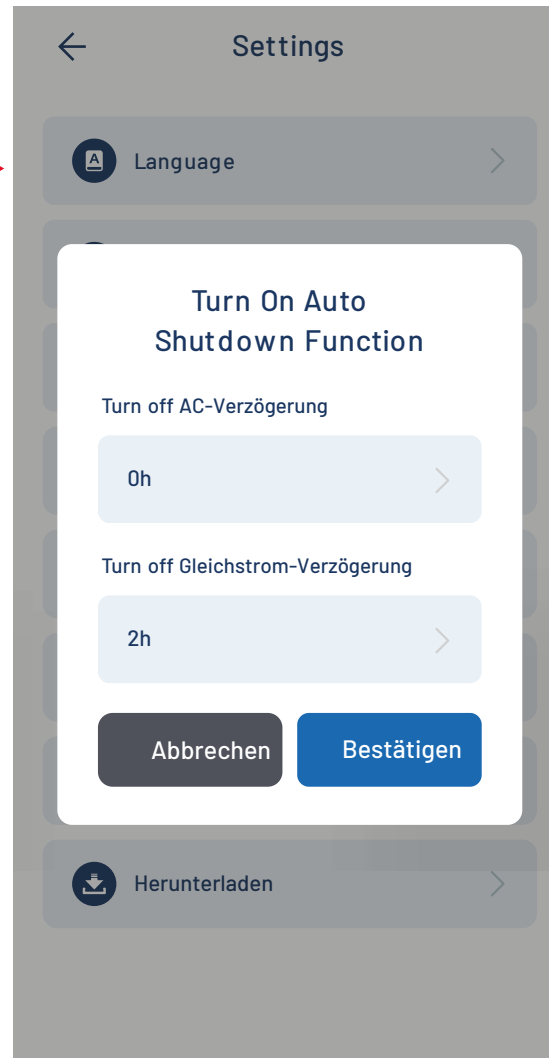 Settings
Language
Turn On Auto
Shutdown Function
Turn off AC-Verzögerung
0h
Turn off Gleichstrom-Verzögerung
2h
Abbrechen
Bestätigen
Herunterladen